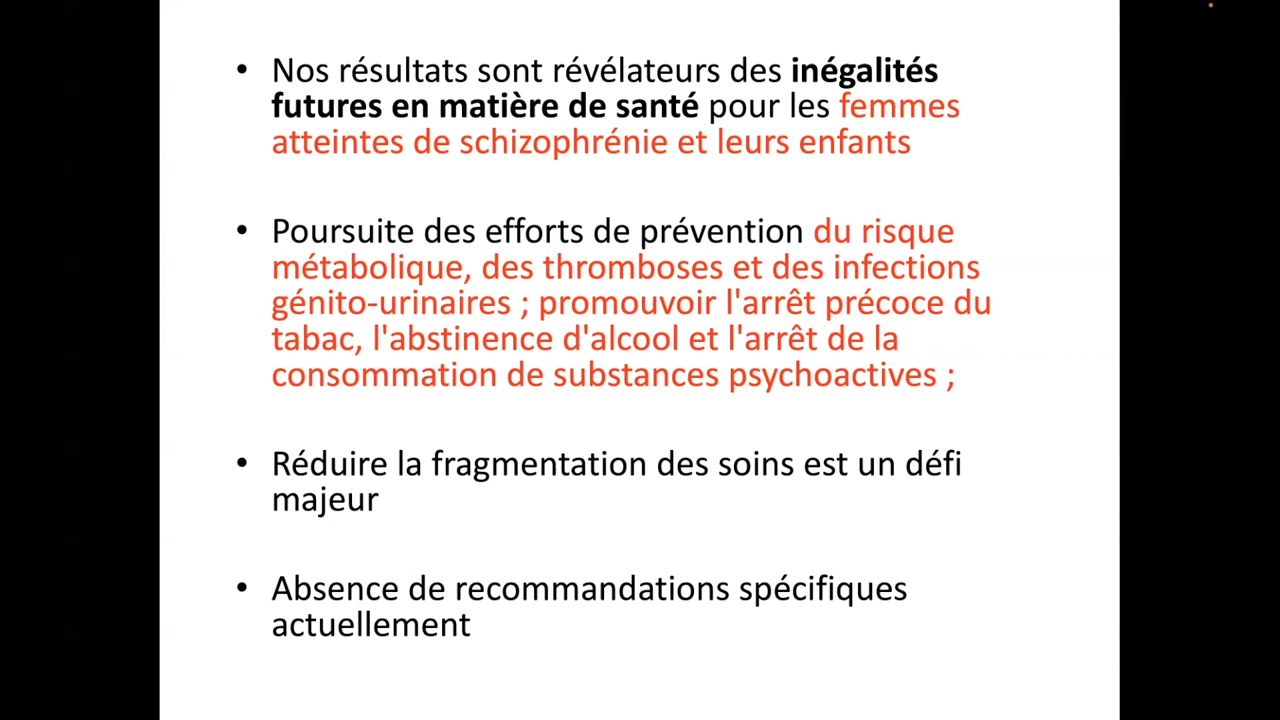 • Nos résultats sont révélateurs des inégalités
futures en matière de santé pour les femmes
atteintes de schizophrénie et leurs enfants
• Poursuite des efforts de prévention du risque
métabolique, des thromboses et des infections
génito-urinaires ; promouvoir l'arrêt précoce du
tabac, l'abstinence d'alcool et l'arrêt de la
consommation de substances psychoactives ;
• Réduire la fragmentation des soins est un défi
majeur
• Absence de recommandations spécifiques
actuellement